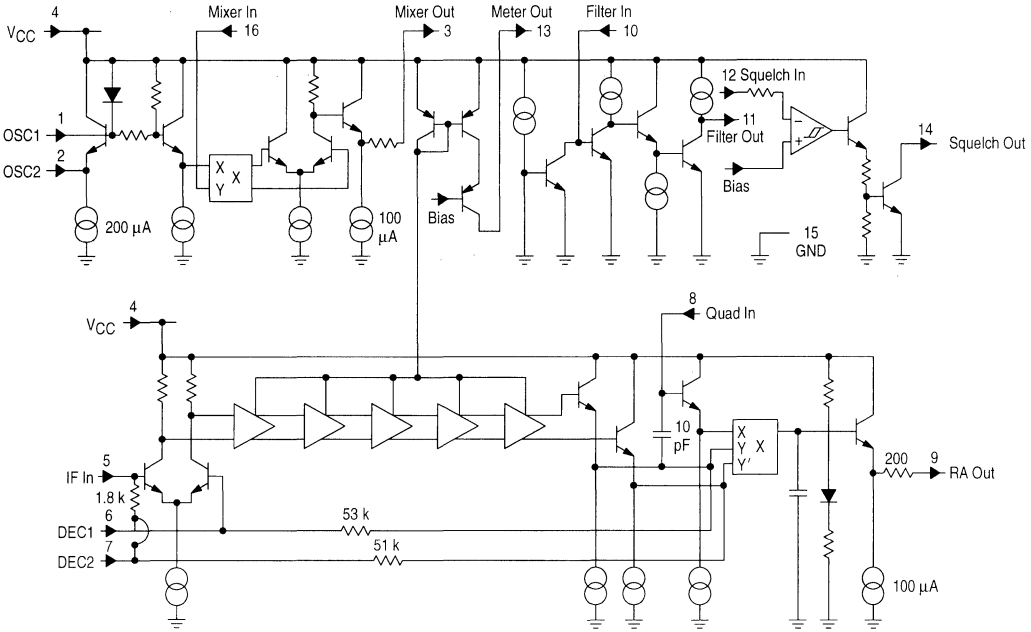 4
VCC
Mixer In
16
Mixer Out
3
Meter Out
13
Filter In
10
12 Squelch In
1
OSC1
2
OSC2
X
Y
X
200 µA
100
µA
Bias
11
Filter Out
Bias
14
Squelch Out
15
GND
4
VCC
8
Quad In
10
pF
X
Y
Y'
X
5
IF In
1.8 k
6
DEC1
7
DEC2
53 k
51 k
200
9
RA Out
100 µA